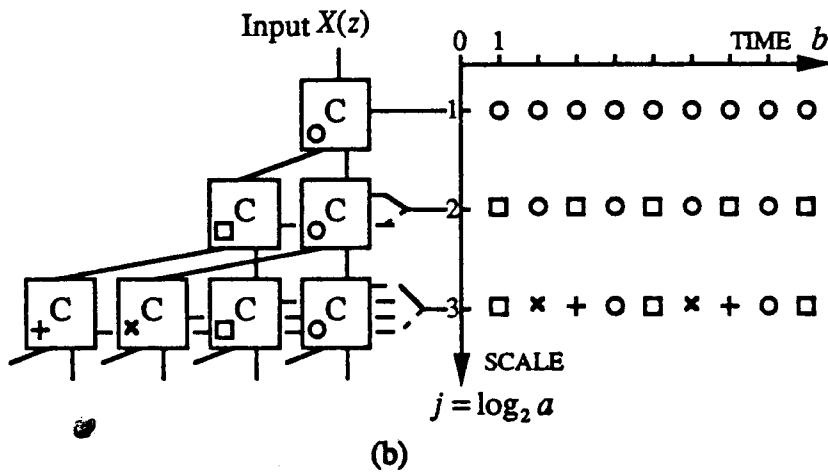 Input X(z)
0 1 TIME b
C
1
C C
2
C C C C
3
SCALE
j = log₂ a
(b)